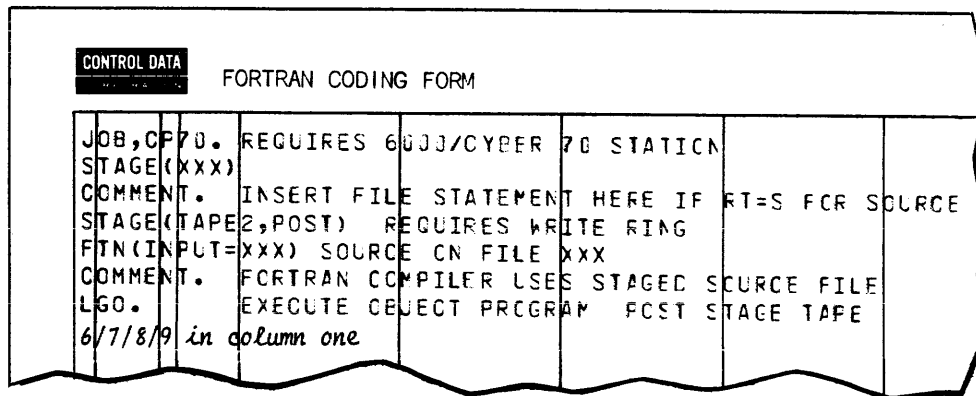 CONTROL DATA
FORTRAN CODING FORM
JOB,CP70. REQUIRES 6000/CYBER 70 STATION
STAGE(XXX)
COMMENT. INSERT FILE STATEMENT HERE IF RT=S FOR SOURCE
STAGE(TAPE2,POST) REQUIRES WRITE RING
FTN(INPUT=XXX) SOURCE ON FILE XXX
COMMENT. FORTRAN COMPILER USES STAGED SOURCE FILE
LGO. EXECUTE OBJECT PROGRAM POST STAGE TAPE
6/7/8/9 in column one